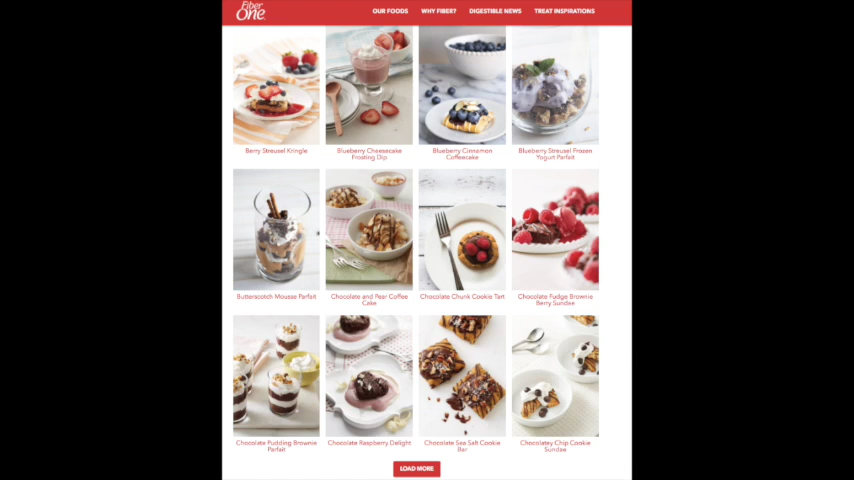 Fiber
One
OUR FOODS WHY FIBER? DIGESTIBLE NEWS TREAT INSPIRATIONS
Berry Streusel Kringle
Blueberry Cheesecake
Frosting Dip
Blueberry Cinnamon
Coffeecake
Blueberry Streusel Frozen
Yogurt Parfait
Butterscotch Mousse Parfait
Chocolate and Pear Coffee
Cake
Chocolate Chunk Cookie Tart
Chocolate Fudge Brownie
Berry Sundae
Chocolate Pudding Brownie
Parfait
Chocolate Raspberry Delight
Chocolate Sea Salt Cookie
Bar
Chocolatey Chip Cookie
Sundae
LOAD MORE